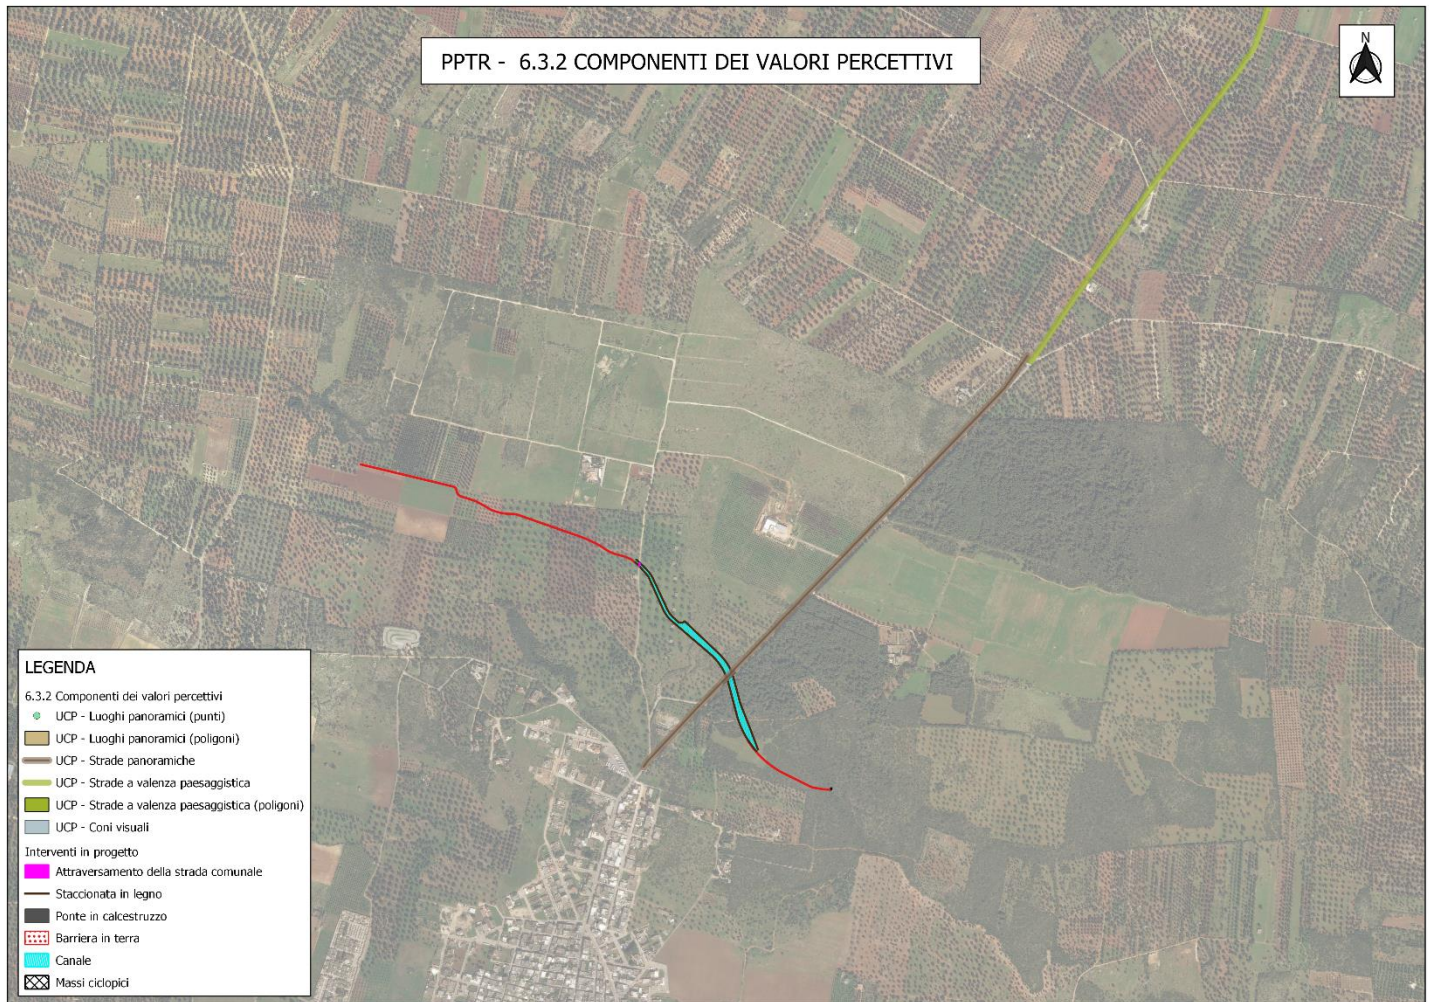 PPTR - 6.3.2 COMPONENTI DEI VALORI PERCETTIVI
N
LEGENDA
6.3.2 Componenti dei valori percettivi
UCP - Luoghi panoramici (punti)
UCP - Luoghi panoramici (poligoni)
UCP - Strade panoramiche
UCP - Strade a valenza paesaggistica
UCP - Strade a valenza paesaggistica (poligoni)
UCP - Coni visuali
Interventi in progetto
Attraversamento della strada comunale
Staccionata in legno
Ponte in calcestruzzo
Barriera in terra
Canale
Massi ciclopici